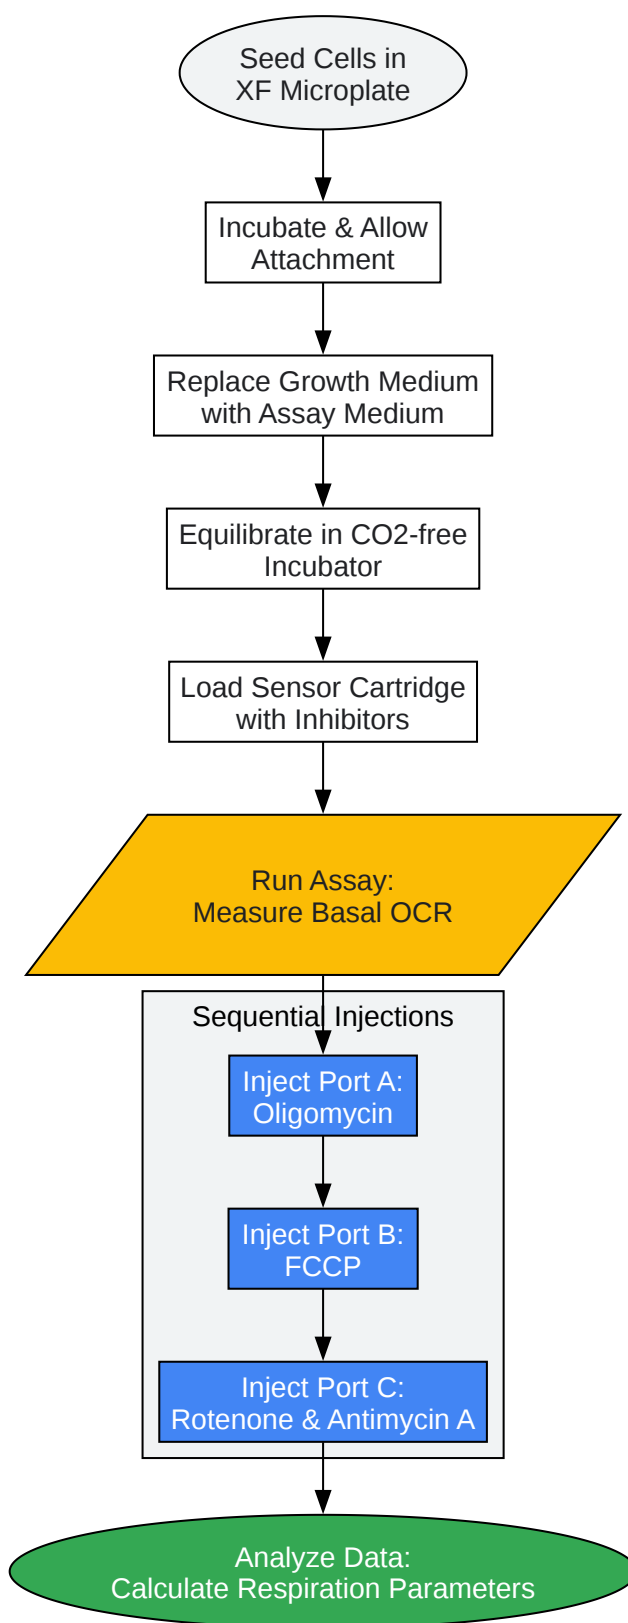 Seed Cells in
XF Microplate
Incubate & Allow
Attachment
Replace Growth Medium
with Assay Medium
Equilibrate in CO2-free
Incubator
Load Sensor Cartridge
with Inhibitors
Run Assay:
Measure Basal OCR
Sequential Injections
Inject Port A:
Oligomycin
Inject Port B:
FCCP
Inject Port C:
Rotenone & Antimycin A
Analyze Data:
Calculate Respiration Parameters